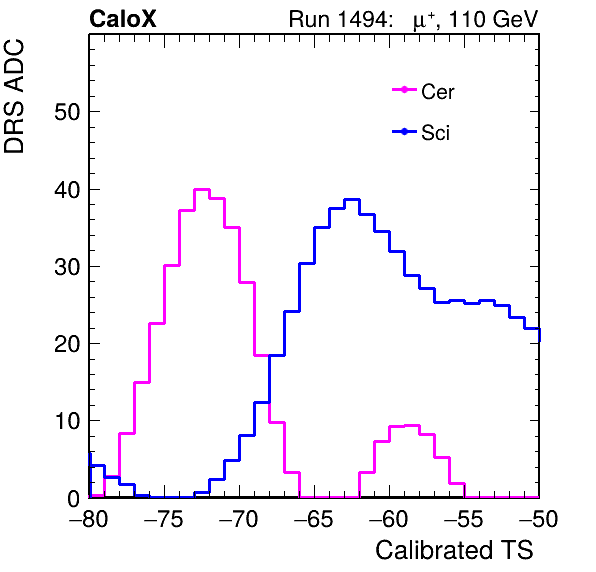 CaloX Run 1494: μ⁺, 110 GeV
DRS ADC
Cer
Sci
50
40
30
20
10
0
−80 −75 −70 −65 −60 −55 −50
Calibrated TS